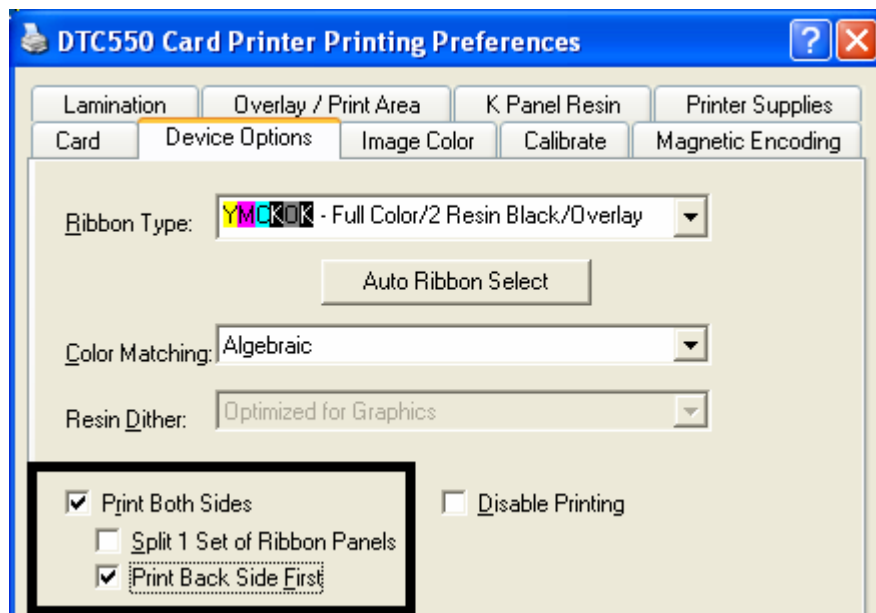 DTC550 Card Printer Printing Preferences
Lamination Overlay / Print Area K Panel Resin Printer Supplies
Card Device Options Image Color Calibrate Magnetic Encoding
Ribbon Type: YMCKOK - Full Color/2 Resin Black/Overlay
Auto Ribbon Select
Color Matching: Algebraic
Resin Dither: Optimized for Graphics
Print Both Sides Disable Printing
Split 1 Set of Ribbon Panels
Print Back Side First